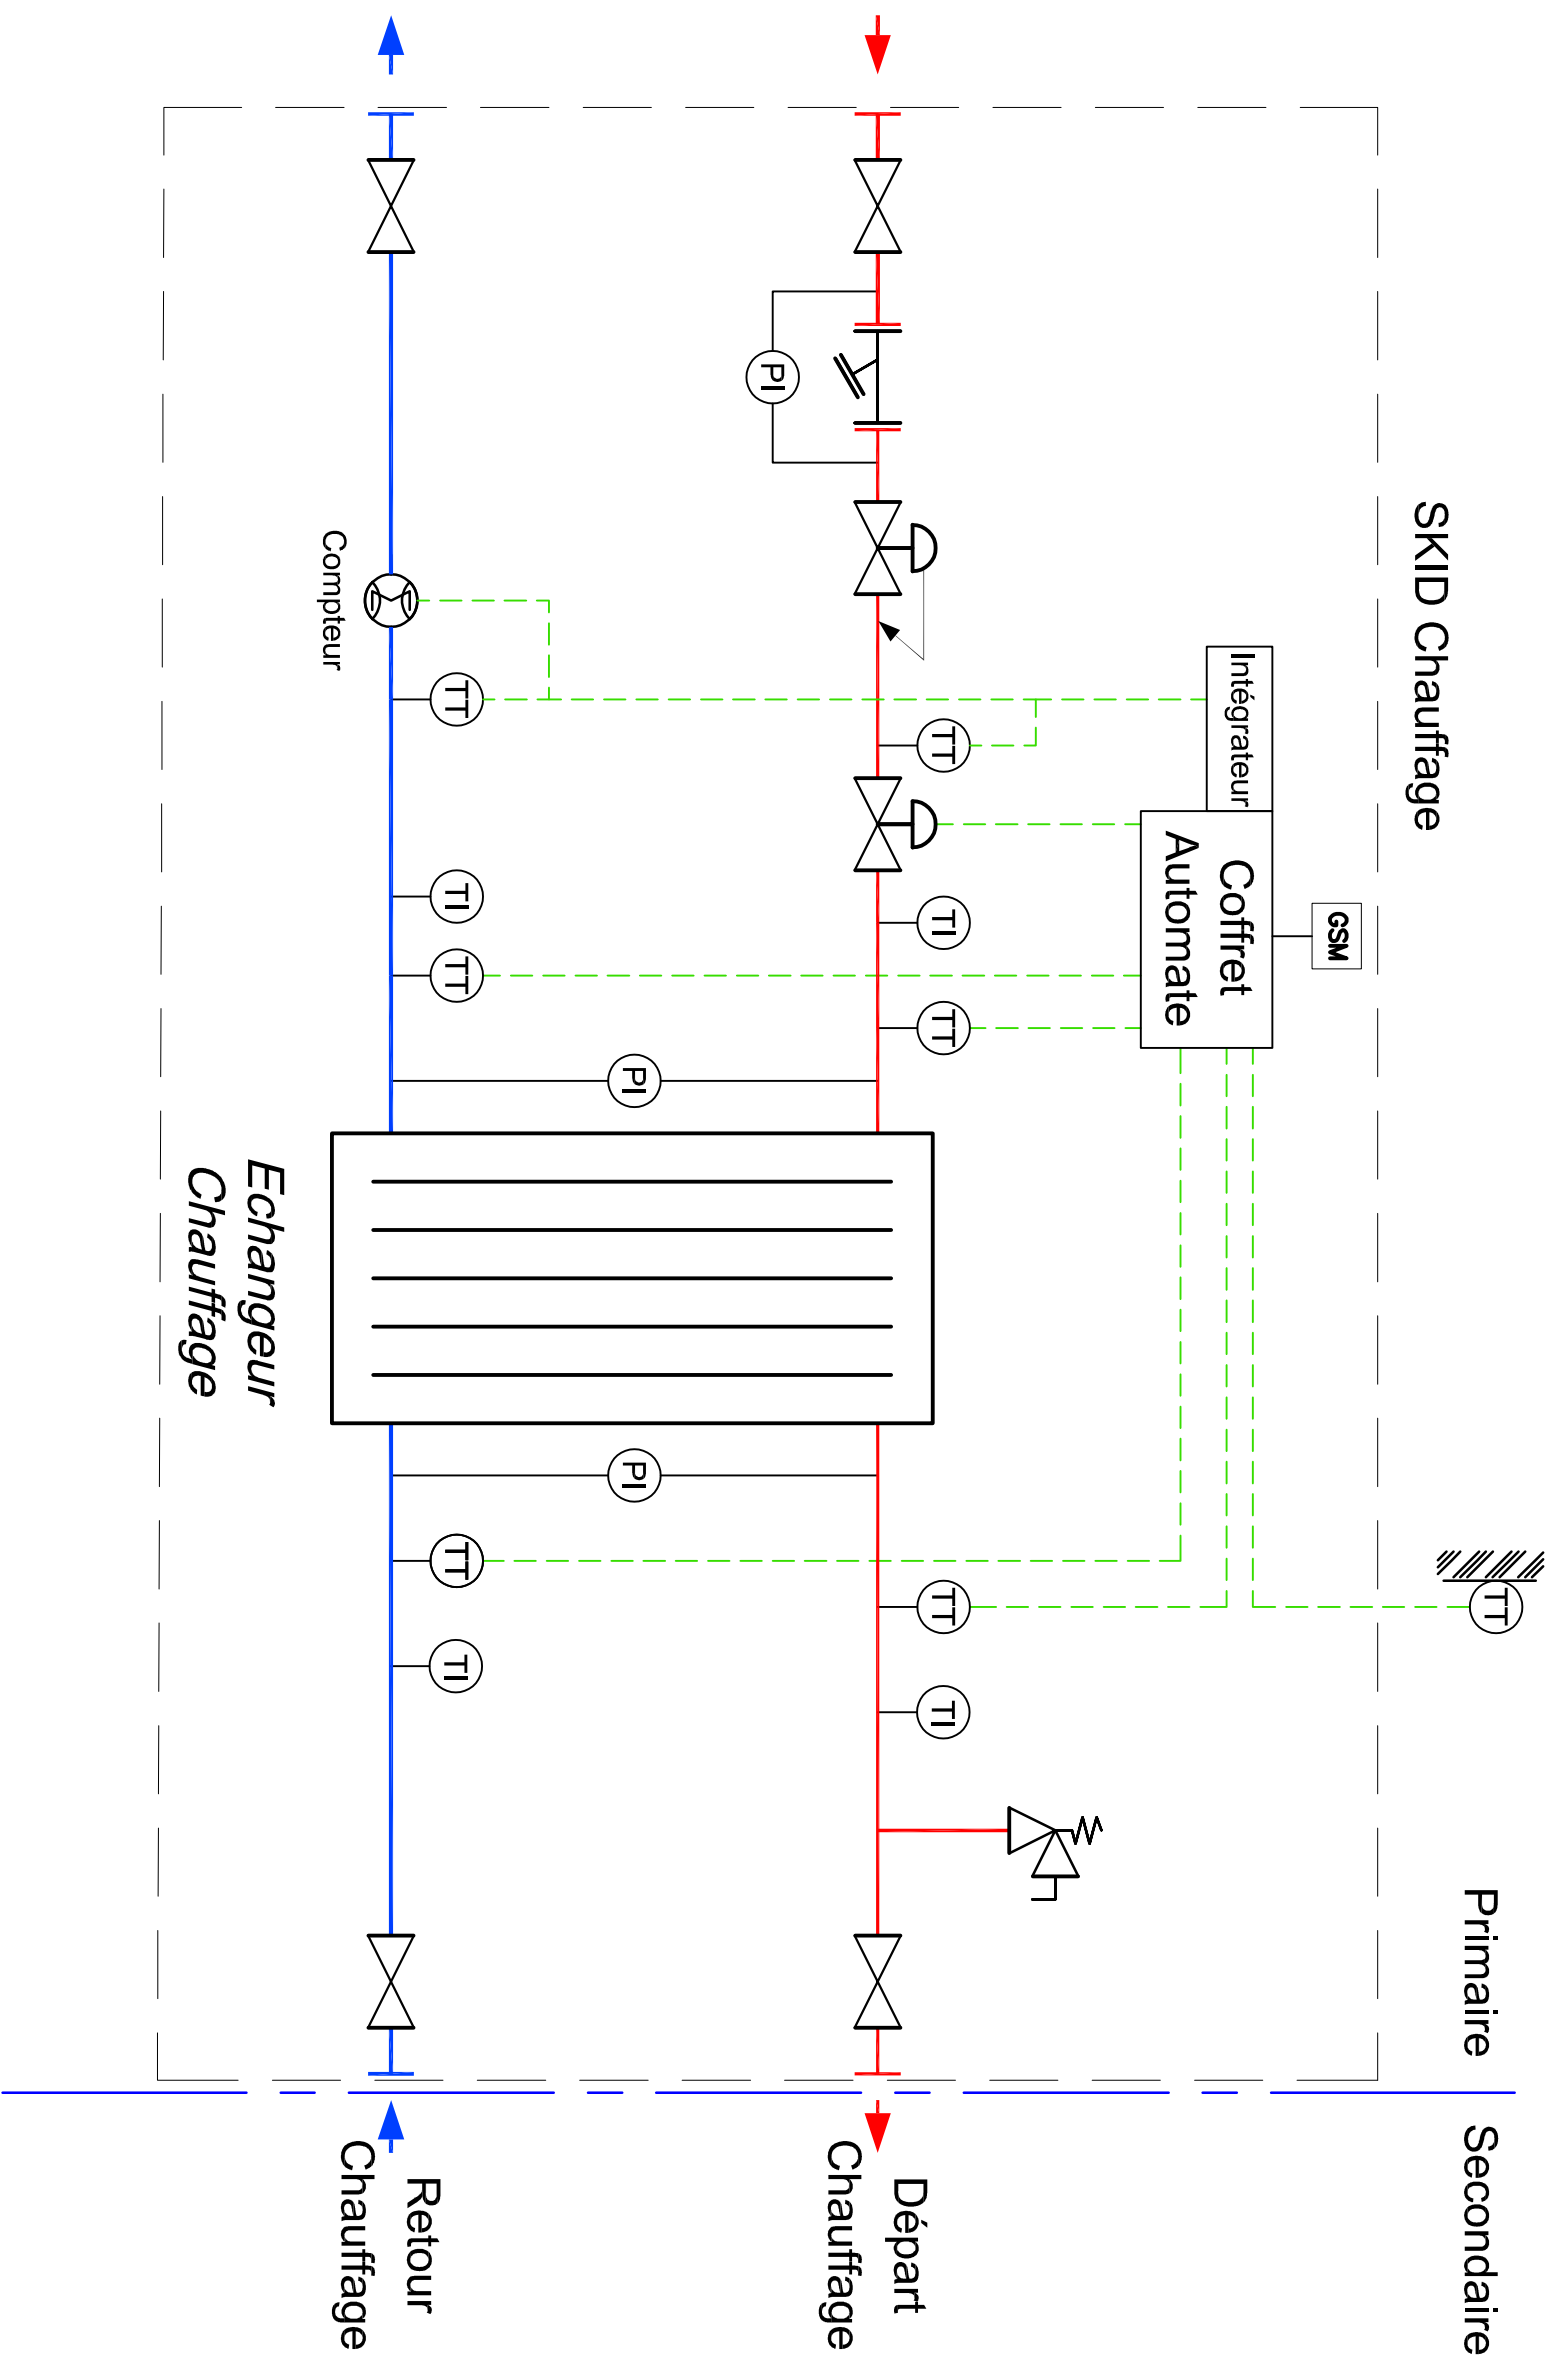 SKID Chauffage
Primaire
Secondaire
GSM
Intégrateur
Coffret
Automate
TT
TT
TI
TT
TT
TI
PI
Départ
Chauffage
PI
PI
TT
TI
TT
TT
TI
Retour
Chauffage
Compteur
Echangeur
Chauffage